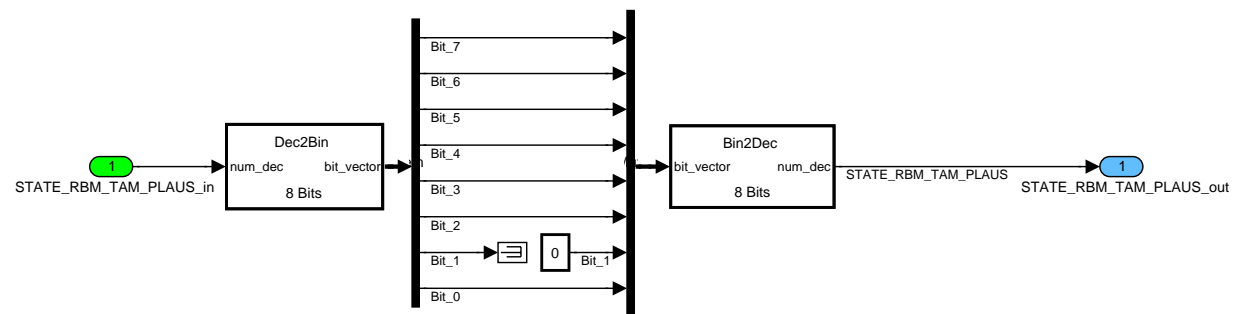 Bit_7
Bit_6
Bit_5
Dec2Bin
Bin2Dec
Bit_4
1
num_dec
bit_vector
bit_vector
num_dec
STATE_RBM_TAM_PLAUS
1
STATE_RBM_TAM_PLAUS_in
STATE_RBM_TAM_PLAUS_out
8 Bits
8 Bits
Bit_3
Bit_2
Bit_1
0
Bit_1
Bit_0